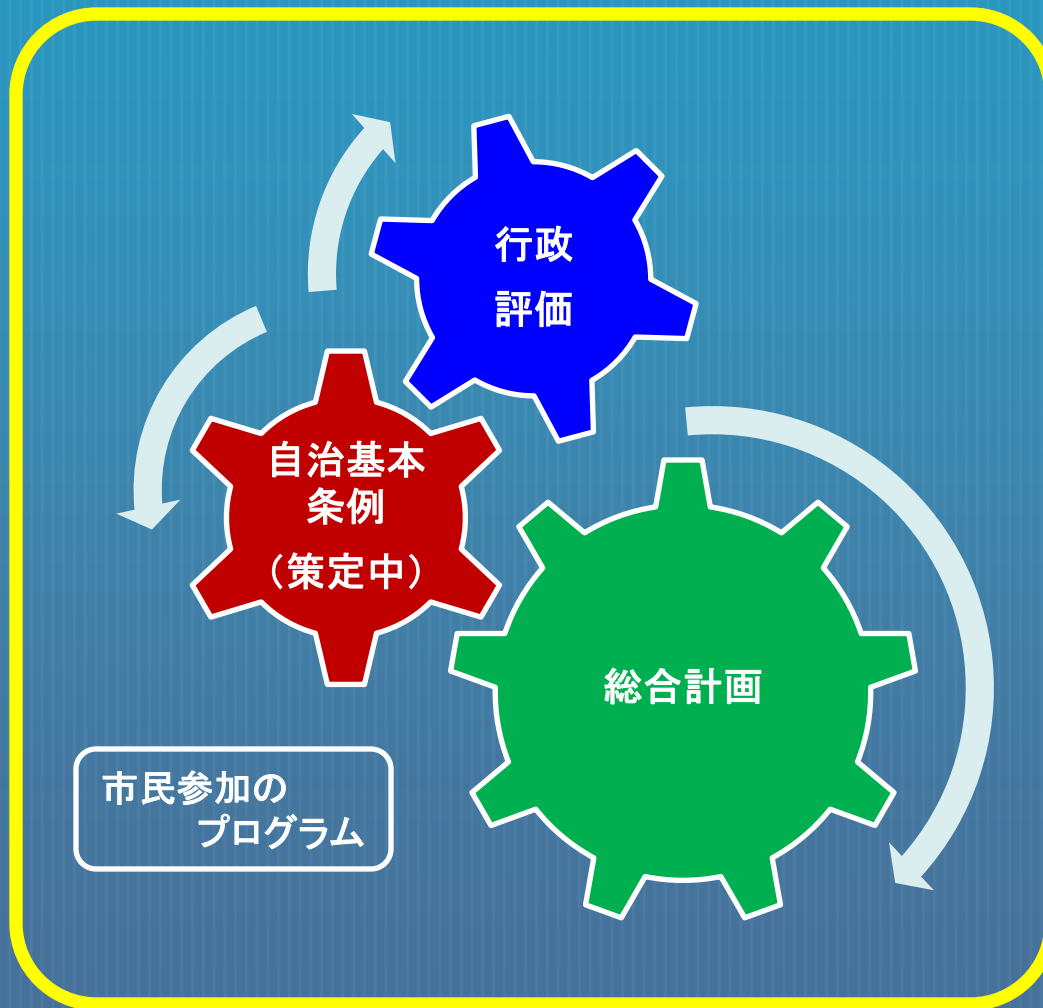 行政
評価
自治基本
条例
（策定中）
総合計画
市民参加の
プログラム